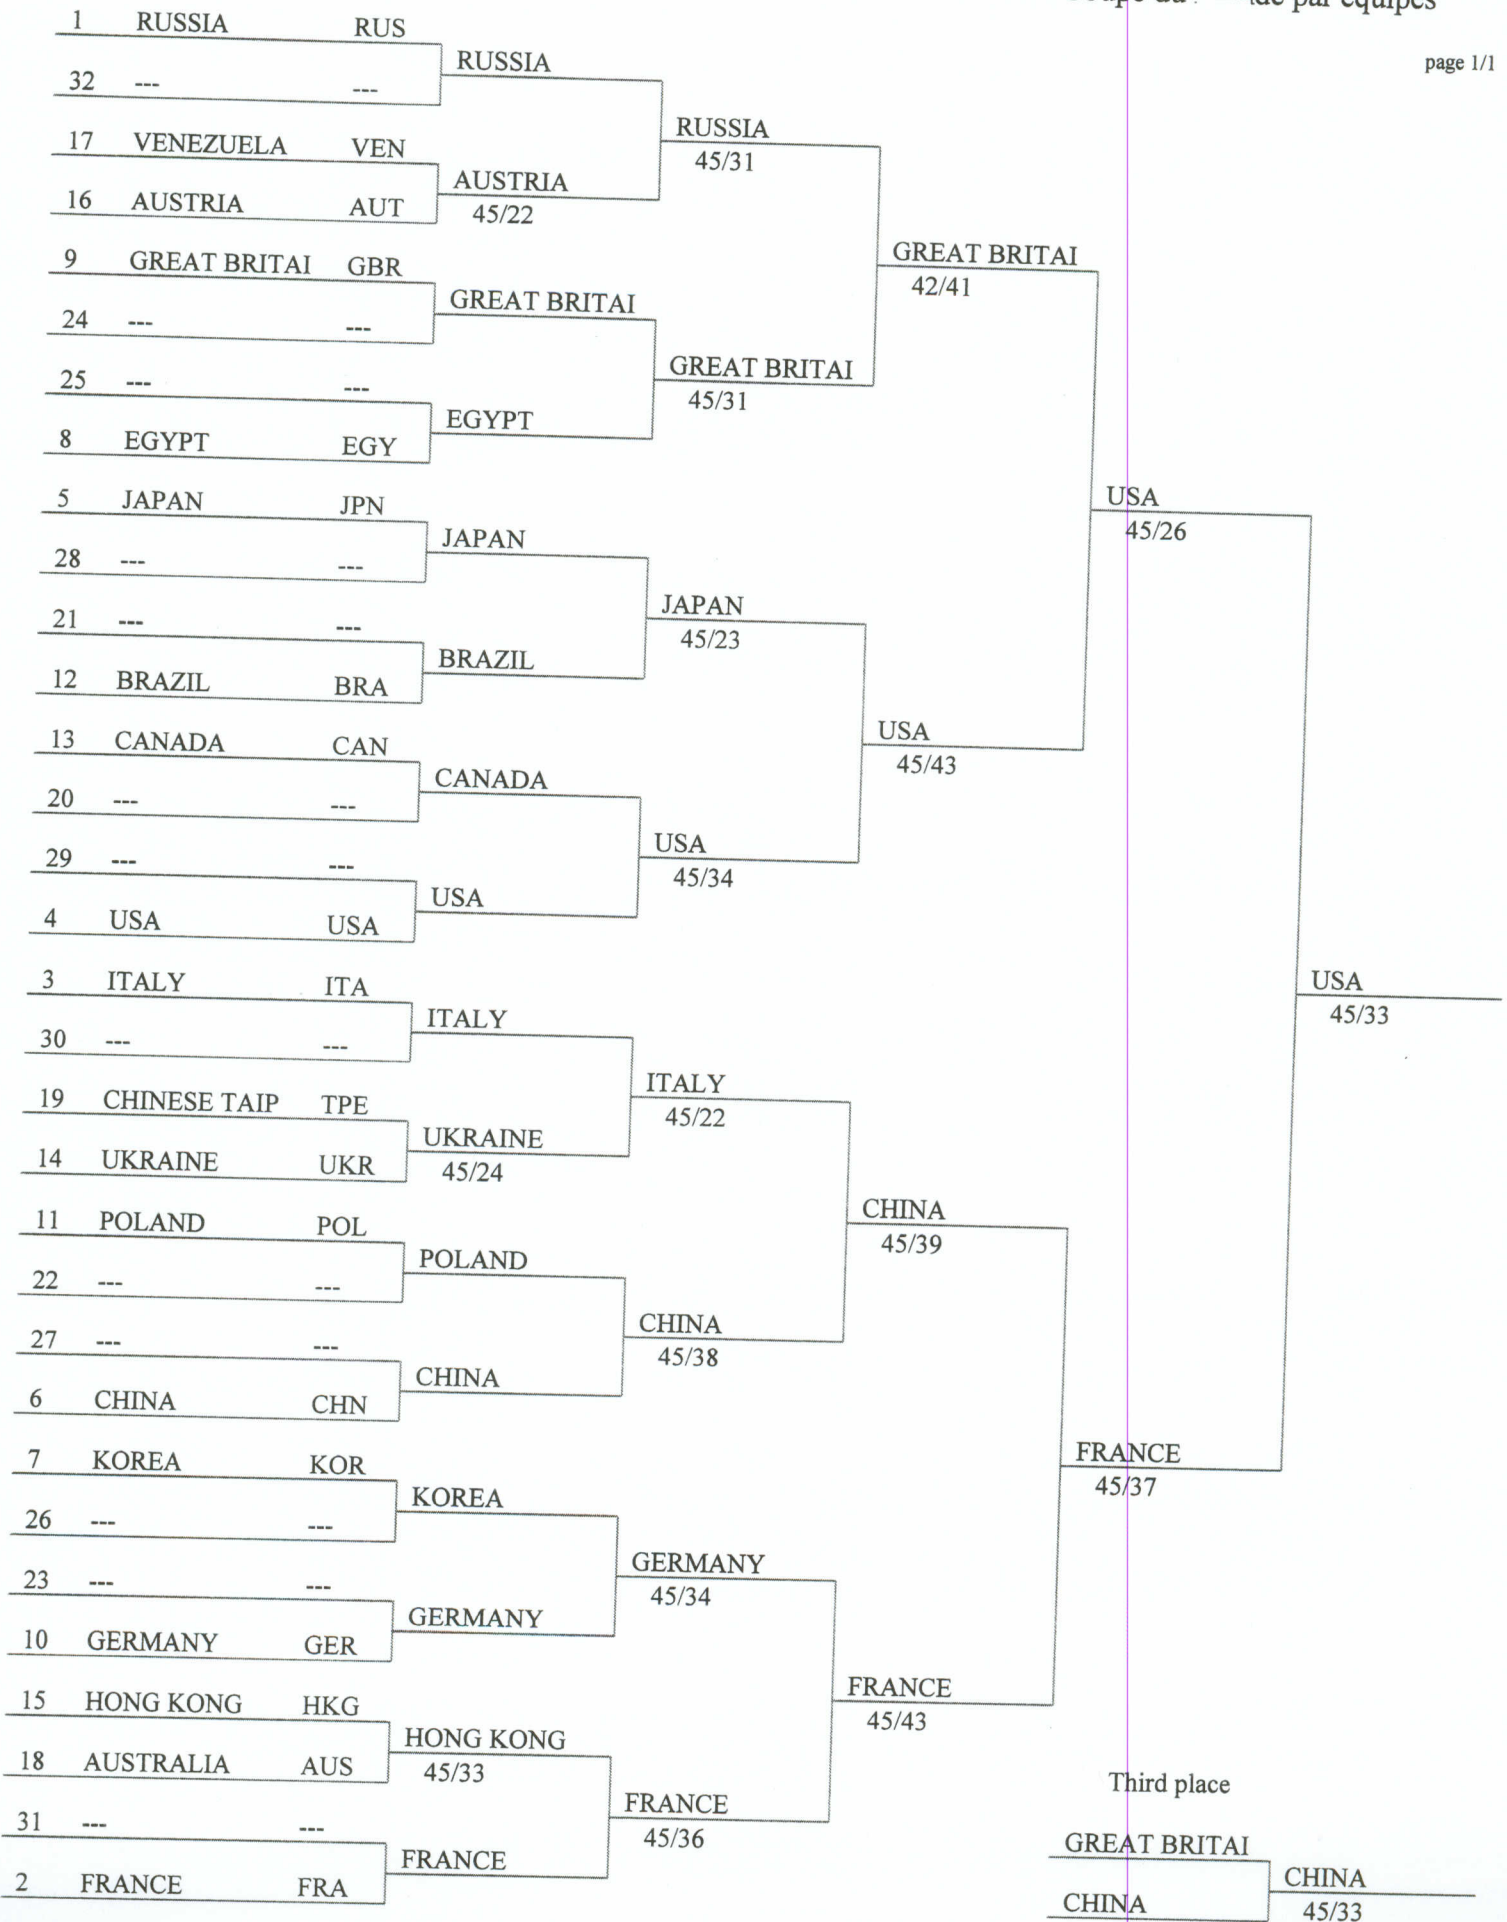 par équipes
page 1/1
1 RUSSIA RUS
RUSSIA
32 --- ---
RUSSIA
45/31
17 VENEZUELA VEN
AUSTRIA
45/22
16 AUSTRIA AUT
GREAT BRITAI
42/41
9 GREAT BRITAI GBR
GREAT BRITAI
24 --- ---
GREAT BRITAI
45/31
25 --- ---
EGYPT
8 EGYPT EGY
USA
45/26
5 JAPAN JPN
JAPAN
28 --- ---
JAPAN
45/23
21 --- ---
BRAZIL
12 BRAZIL BRA
USA
45/43
13 CANADA CAN
CANADA
20 --- ---
USA
45/34
29 --- ---
USA
4 USA USA
USA
45/33
3 ITALY ITA
ITALY
30 --- ---
ITALY
45/22
19 CHINESE TAIP TPE
UKRAINE
45/24
14 UKRAINE UKR
CHINA
45/39
11 POLAND POL
POLAND
22 --- ---
CHINA
45/38
27 --- ---
CHINA
6 CHINA CHN
FRANCE
45/37
7 KOREA KOR
KOREA
26 --- ---
GERMANY
45/34
23 --- ---
GERMANY
10 GERMANY GER
FRANCE
45/43
15 HONG KONG HKG
HONG KONG
45/33
18 AUSTRALIA AUS
FRANCE
45/36
31 --- ---
FRANCE
2 FRANCE FRA
Third place
GREAT BRITAI
CHINA
45/33
CHINA